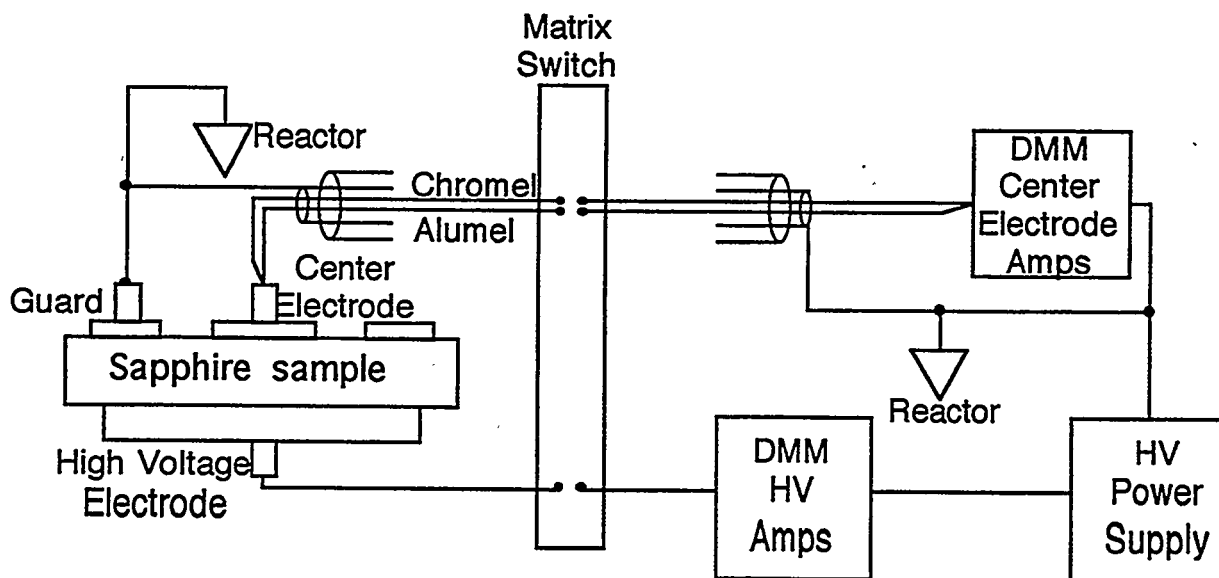 Matrix
Switch
Reactor
Chromel
Alumel
DMM
Center
Electrode
Amps
Guard
Center
Electrode
Sapphire sample
Reactor
High Voltage
Electrode
DMM
HV
Amps
HV
Power
Supply